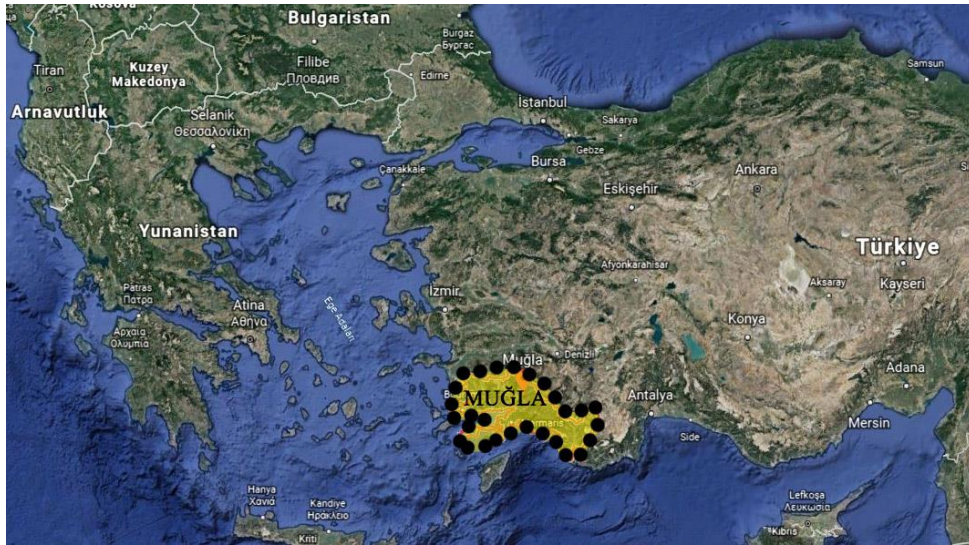 Kosova
Bulgaristan
Burgaz
Бургас
Tiran
Kuzey
Makedonya
Filibe
Пловдив
Edirne
Samsun
Arnavutluk
Selanik
Θεσσαλονίκη
İstanbul
Sakarya
Gebze
Çanakkale
Bursa
Ankara
Eskişehir
Yunanistan
Türkiye
Afyonkarahisar
Aksaray
Kayseri
Patras
Πάτρα
Atina
Αθήνα
Ege Adaları
İzmir
Αρχαία
Ολυμπία
Konya
Muğla
Denizli
Adana
MUĞLA
Antalya
Mersin
Side
Hanya
Χανιά
Kandiye
Ηράκλειο
Kriti
Lefkoşa
Λευκωσία
Kıbrıs